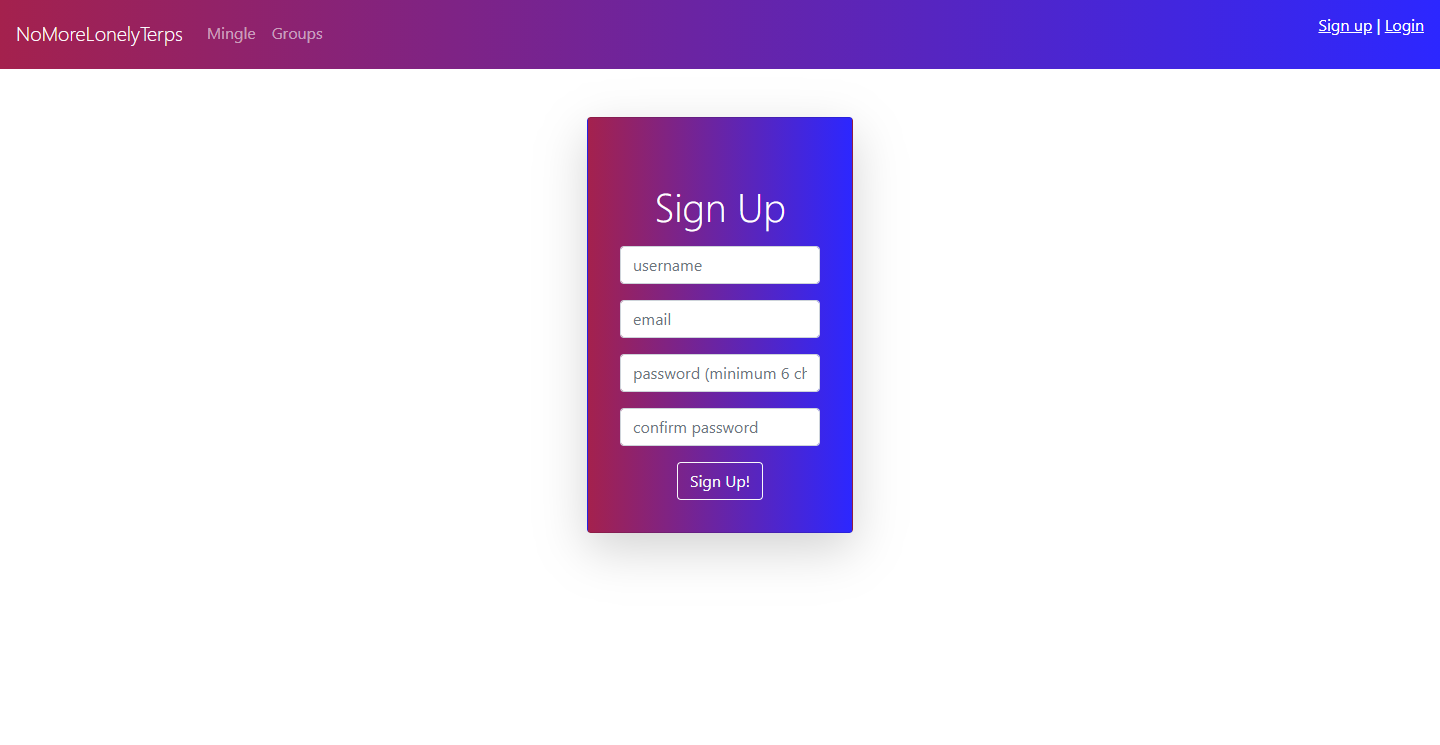 NoMoreLonelyTerps Mingle Groups Sign up | Login
Sign Up
username
email
password (minimum 6 ch
confirm password
Sign Up!